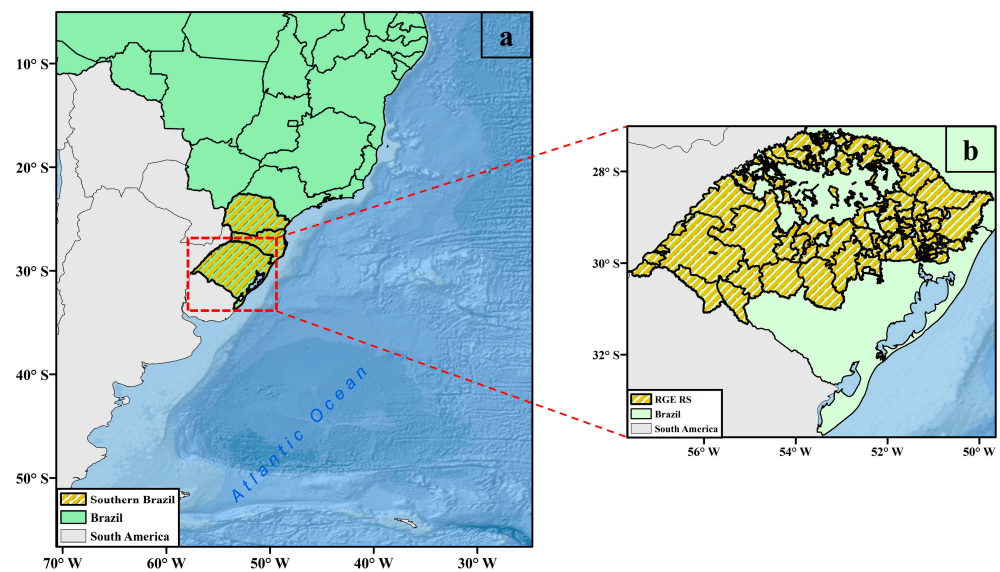 a
10° S
20° S
30° S
40° S
50° S
Atlantic Ocean
Southern Brazil
Brazil
South America
70° W
60° W
50° W
40° W
30° W
b
28° S
30° S
32° S
RGE RS
Brazil
South America
56° W
54° W
52° W
50° W